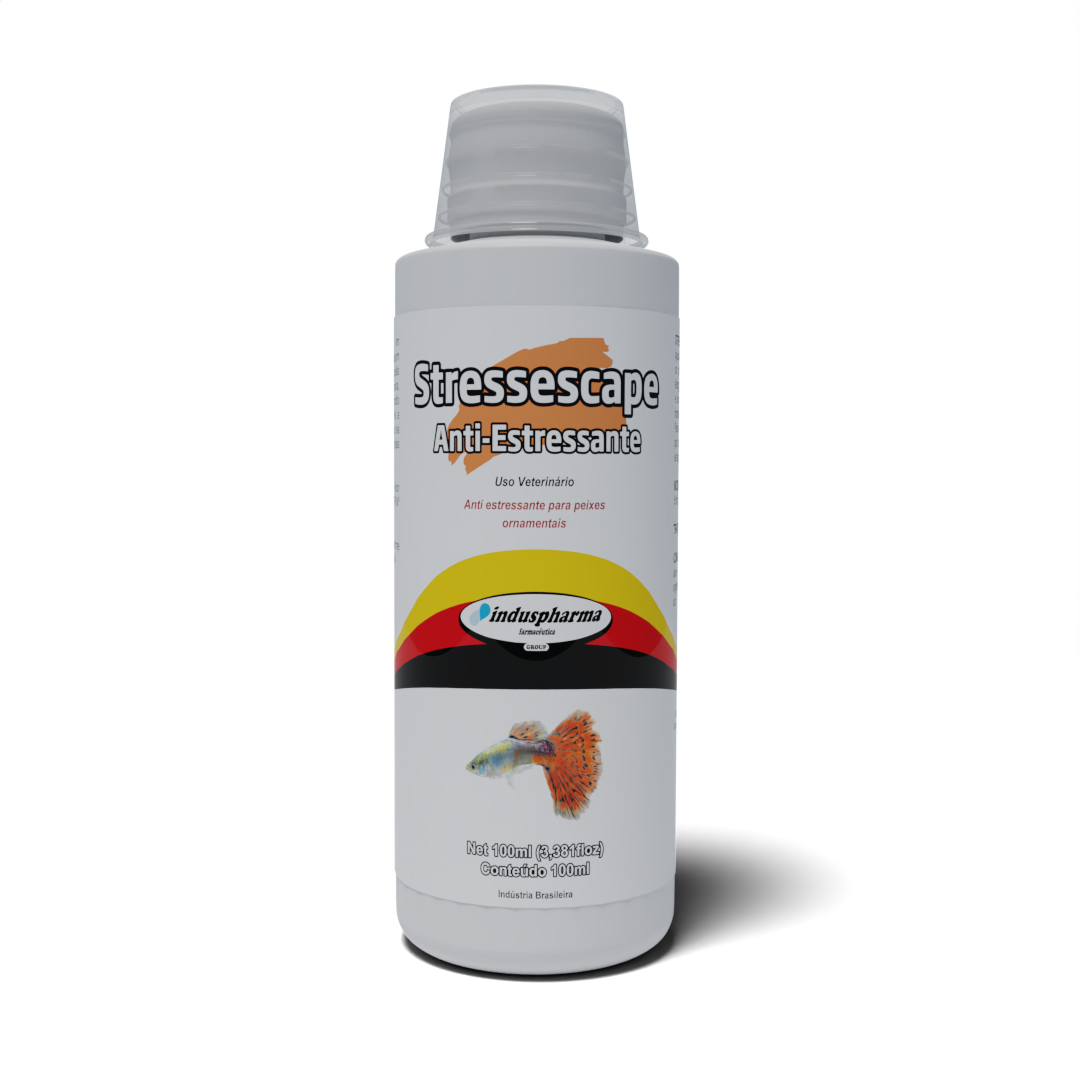 Stressescape
Anti-Estressante
Uso Veterinário
Anti estressante para peixes
ornamentais
induspharma
farmacêutica
GROUP
Net 100ml (3,381floz)
Conteúdo 100ml
Indústria Brasileira